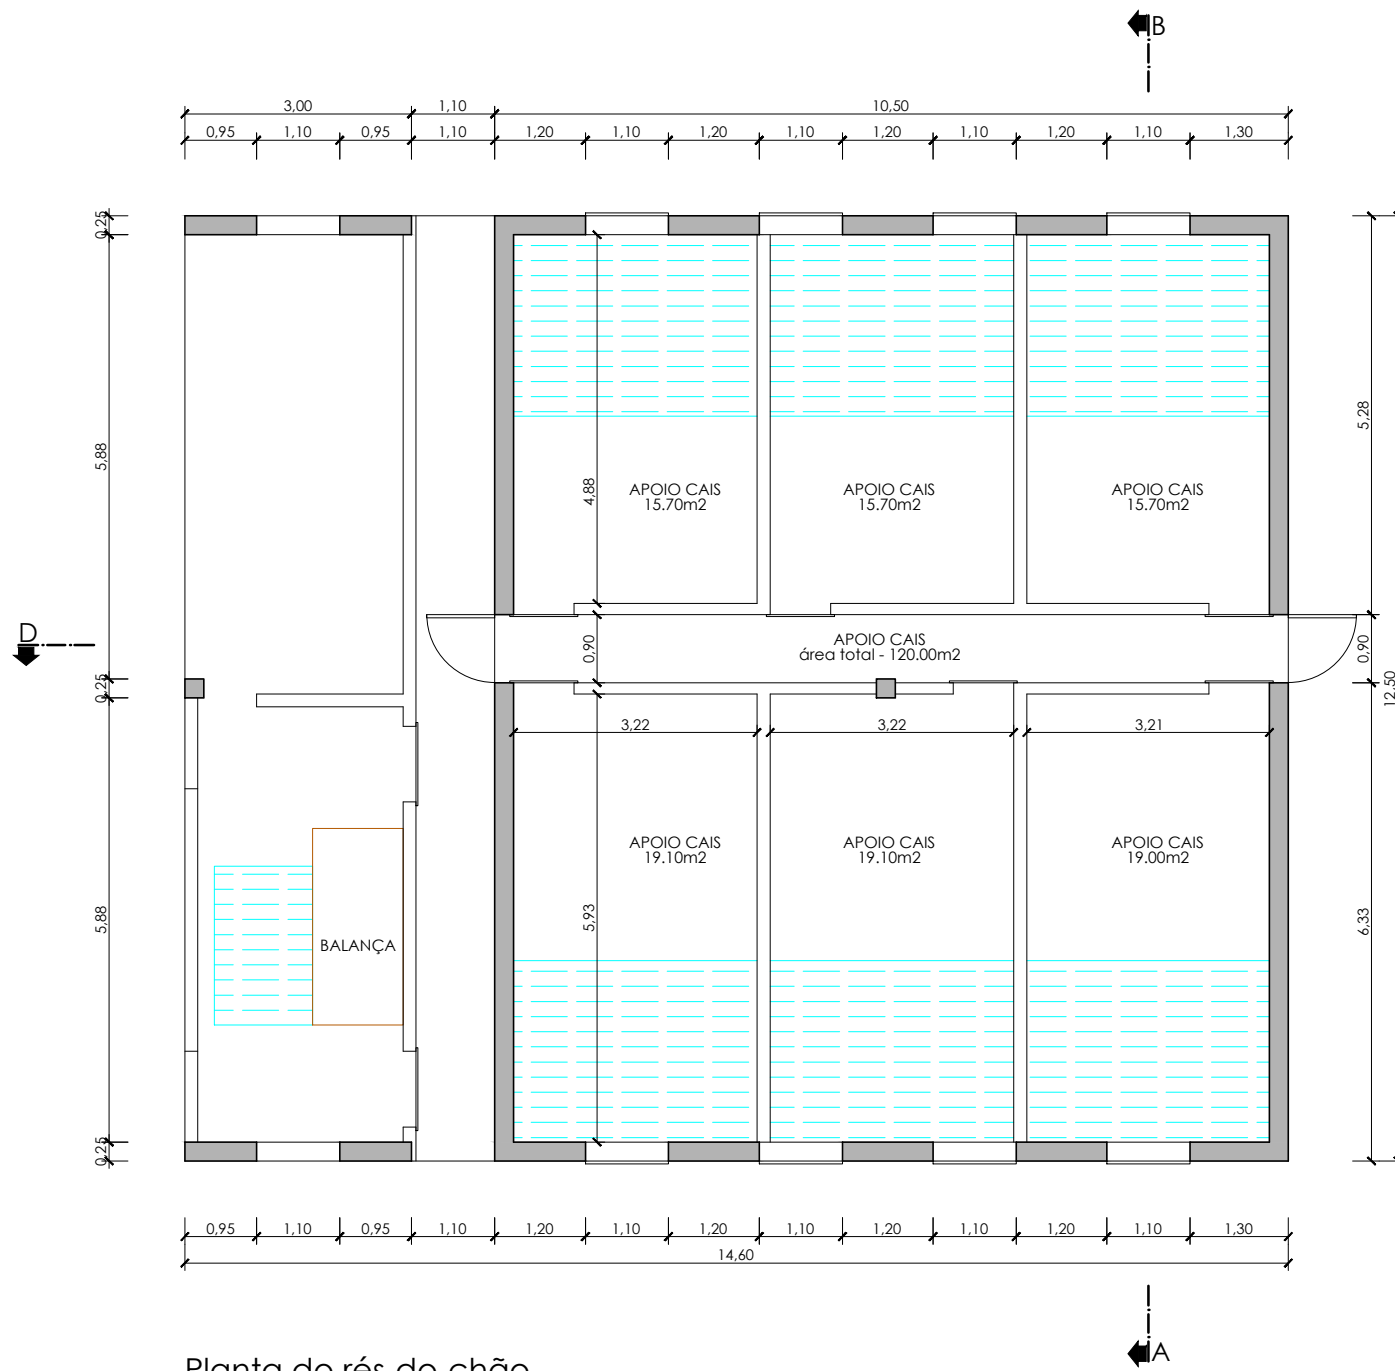 B
3,00 1,10 10,50
0,95 1,10 0,95 1,10 1,20 1,10 1,20 1,10 1,20 1,10 1,20 1,10 1,30
0,25
5,88
4,88
5,28
APOIO CAIS
15.70m2
APOIO CAIS
15.70m2
APOIO CAIS
15.70m2
D
0,90
APOIO CAIS
área total - 120.00m2
0,90
12,50
0,25
3,22 3,22 3,21
APOIO CAIS
19.10m2
APOIO CAIS
19.10m2
APOIO CAIS
19.00m2
5,88
5,93
6,33
BALANÇA
0,25
0,95 1,10 0,95 1,10 1,20 1,10 1,20 1,10 1,20 1,10 1,20 1,10 1,30
14,60
A
Planta do rés do chão